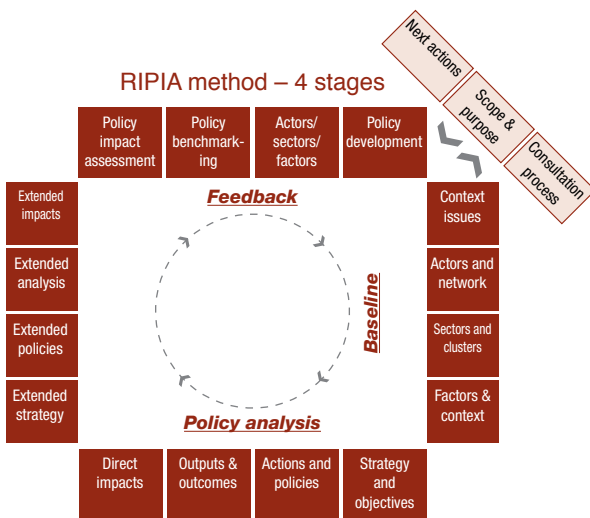 Next actions
Scope &
purpose
Consultation
process
RIPIA method – 4 stages
Policy
impact
assessment
Policy
benchmark-
ing
Actors/
sectors/
factors
Policy
development
Extended
impacts
Extended
analysis
Extended
policies
Extended
strategy
Feedback
Baseline
Policy analysis
Context
issues
Actors and
network
Sectors and
clusters
Factors &
context
Direct
impacts
Outputs &
outcomes
Actions and
policies
Strategy
and
objectives